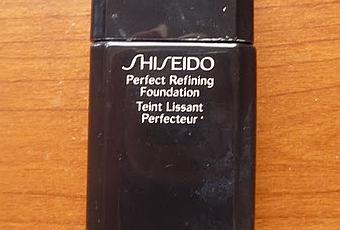 SHISEIDO
Perfect Refining
Foundation
Teint Lissant
Perfecteur